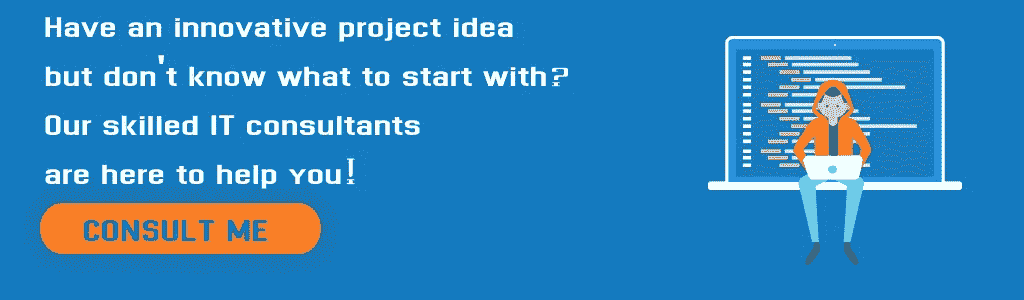 Have an innovative project idea
but don't know what to start with?
Our skilled IT consultants
are here to help you!
CONSULT ME